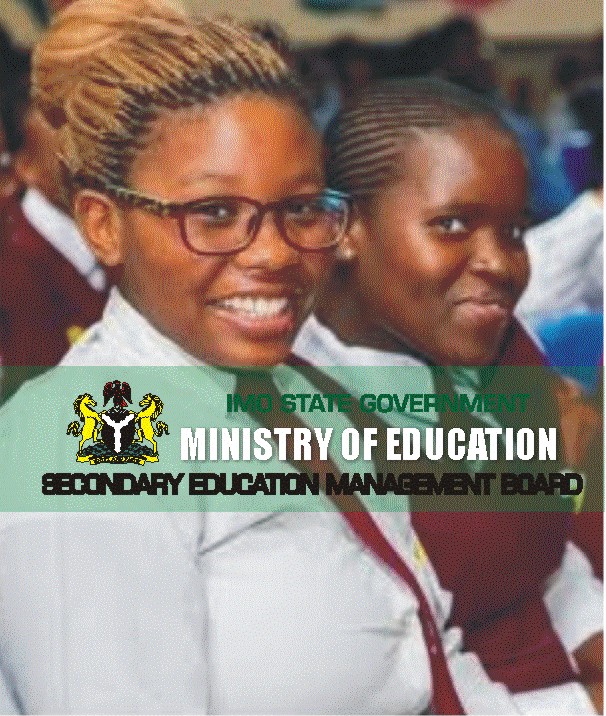 IMO STATE GOVERNMENT
MINISTRY OF EDUCATION
SECONDARY EDUCATION MANAGEMENT BOARD